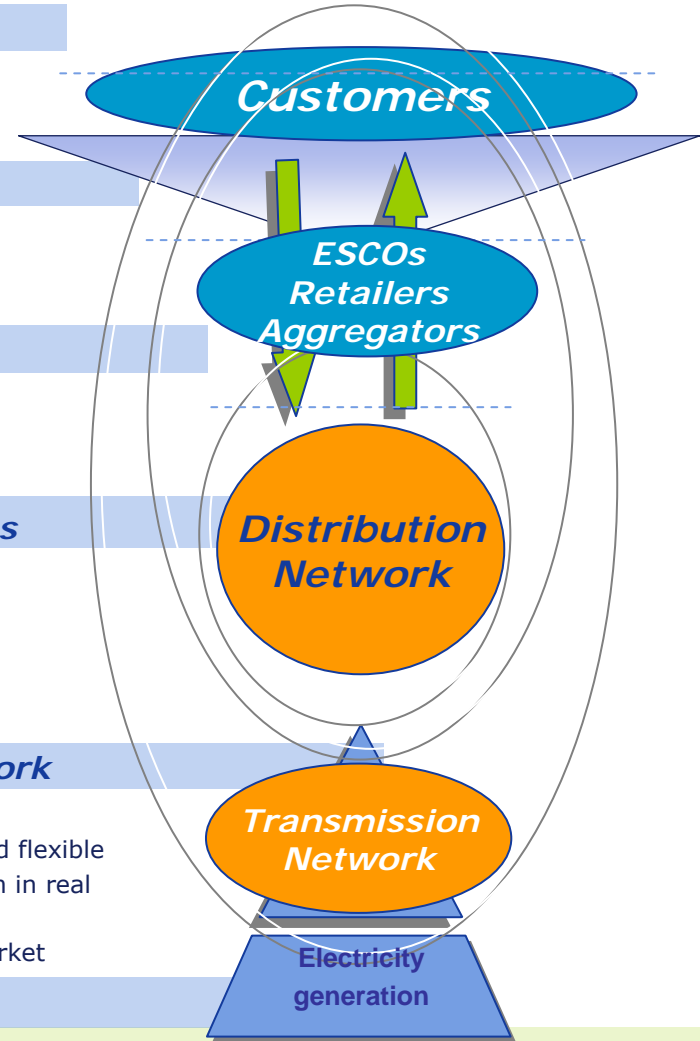 Customers
ESCOs
Retailers
Aggregators
s
Distribution
Network
ork
Transmission
Network
d flexible
n in real
rket
Electricity
generation